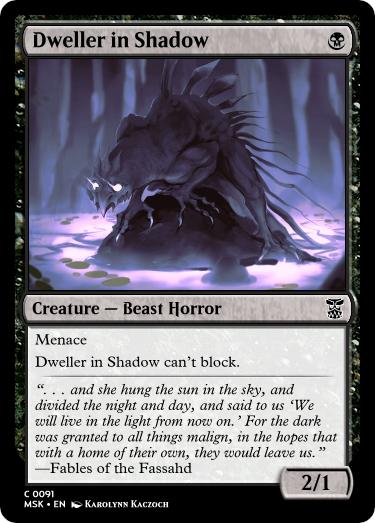 Dweller in Shadow
Creature — Beast Horror
Menace
Dweller in Shadow can’t block.
“. . . and she hung the sun in the sky, and
divided the night and day, and said to us ‘We
will live in the light from now on.’ For the dark
was granted to all things malign, in the hopes that
with a home of their own, they would leave us.”
—Fables of the Fassahd
2/1
C 0091
MSK • EN Karolynn Kaczoch